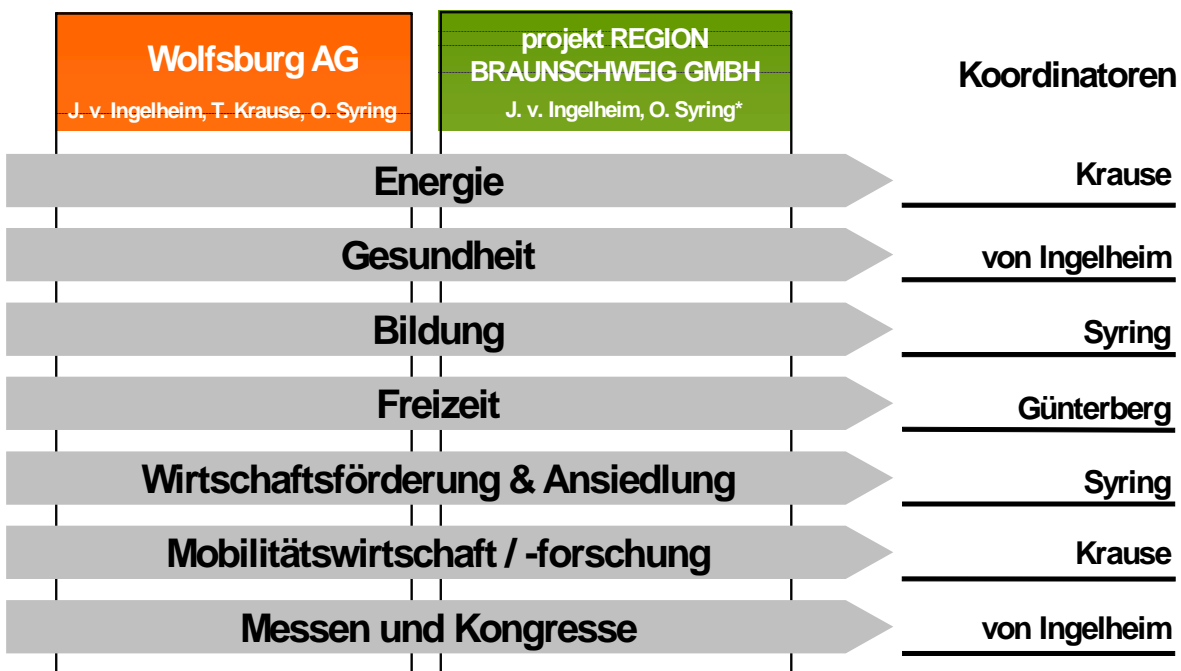 Wolfsburg AG
J. v. Ingelheim, T. Krause, O. Syring
projekt REGION
BRAUNSCHWEIG GMBH
J. v. Ingelheim, O. Syring*
Koordinatoren
Energie
Krause
Gesundheit
von Ingelheim
Bildung
Syring
Freizeit
Günterberg
Wirtschaftsförderung & Ansiedlung
Syring
Mobilitätswirtschaft / -forschung
Krause
Messen und Kongresse
von Ingelheim